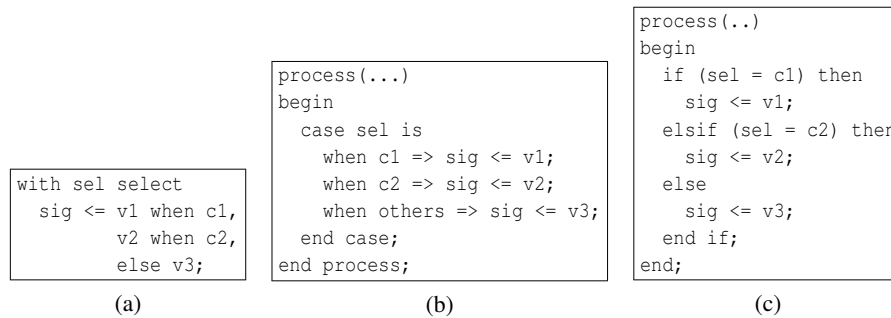 with sel select
  sig <= v1 when c1,
         v2 when c2,
         else v3;
(a)
process(...)
begin
  case sel is
    when c1 => sig <= v1;
    when c2 => sig <= v2;
    when others => sig <= v3;
  end case;
end process;
(b)
process(..)
begin
  if (sel = c1) then
    sig <= v1;
  elsif (sel = c2) then
    sig <= v2;
  else
    sig <= v3;
  end if;
end;
(c)